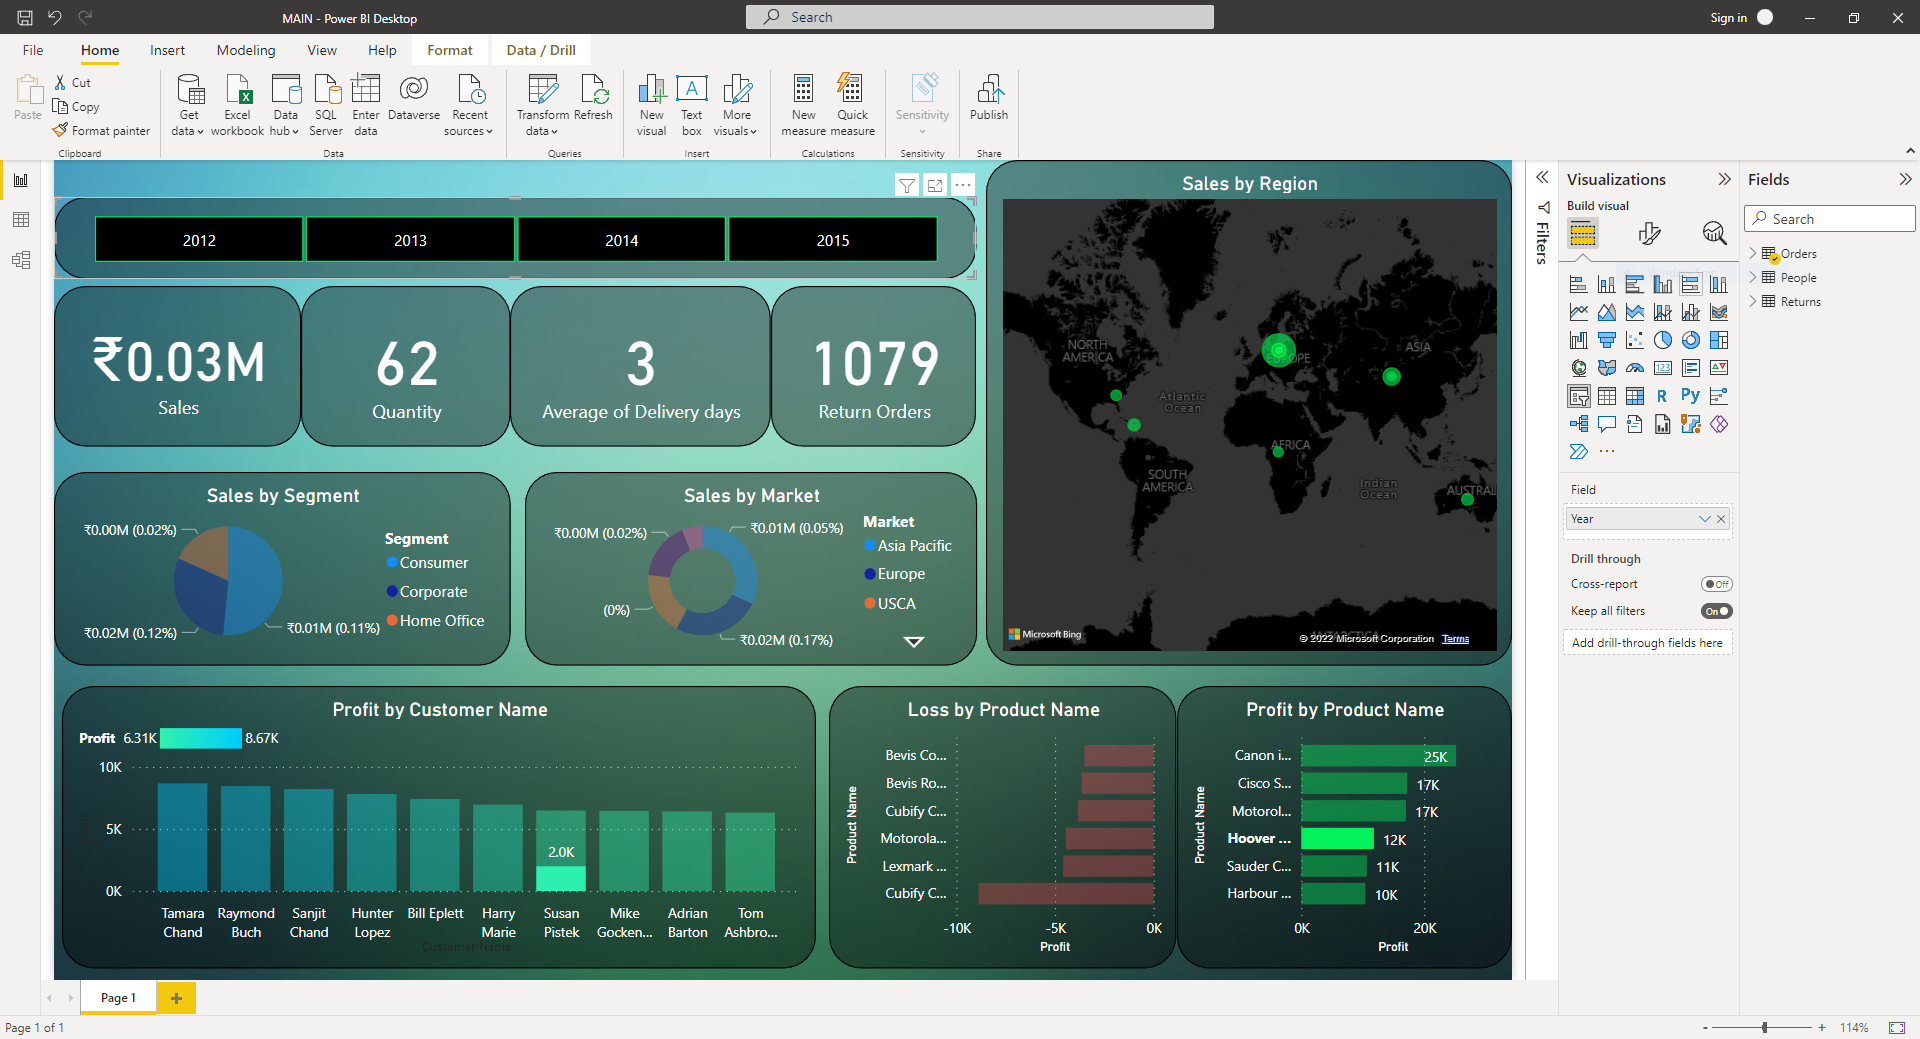 MAIN - Power BI Desktop
Search
Sign in
File
Home
Insert
Modeling
View
Help
Format
Data / Drill
Paste
Cut
Copy
Format painter
Clipboard
Get data
Excel workbook
Data hub
SQL Server
Enter data
Dataverse
Recent sources
Data
Transform data
Refresh
Queries
New visual
Text box
More visuals
Insert
New measure
Quick measure
Calculations
Sensitivity
Sensitivity
Publish
Share
2012
2013
2014
2015
₹0.03M
Sales
62
Quantity
3
Average of Delivery days
1079
Return Orders
Sales by Segment
₹0.00M (0.02%)
₹0.02M (0.12%)
₹0.01M (0.11%)
Segment
Consumer
Corporate
Home Office
Sales by Market
₹0.00M (0.02%)
₹0.01M (0.05%)
(0%)
₹0.02M (0.17%)
Market
Asia Pacific
Europe
USCA
Sales by Region
NORTH AMERICA
EUROPE
ASIA
Atlantic Ocean
AFRICA
SOUTH AMERICA
Indian Ocean
AUSTRAL
ANTARCTICA
Microsoft Bing
© 2022 Microsoft Corporation Terms
Profit by Customer Name
Profit 6.31K 8.67K
10K
5K
0K
2.0K
Tamara Chand
Raymond Buch
Sanjit Chand
Hunter Lopez
Bill Eplett
Harry Marie
Susan Pistek
Mike Gocken...
Adrian Barton
Tom Ashbro...
Customer Name
Loss by Product Name
Product Name
Bevis Co...
Bevis Ro...
Cubify C...
Motorola...
Lexmark ...
Cubify C...
-10K
-5K
0K
Profit
Profit by Product Name
Product Name
Canon i...
25K
Cisco S...
17K
Motorol...
17K
Hoover ...
12K
Sauder C...
11K
Harbour ...
10K
0K
20K
Profit
Filters
Visualizations
Build visual
123
R
Py
Field
Year
Drill through
Cross-report
Off
Keep all filters
On
Add drill-through fields here
Fields
Search
Orders
People
Returns
Page 1
Page 1 of 1
114%